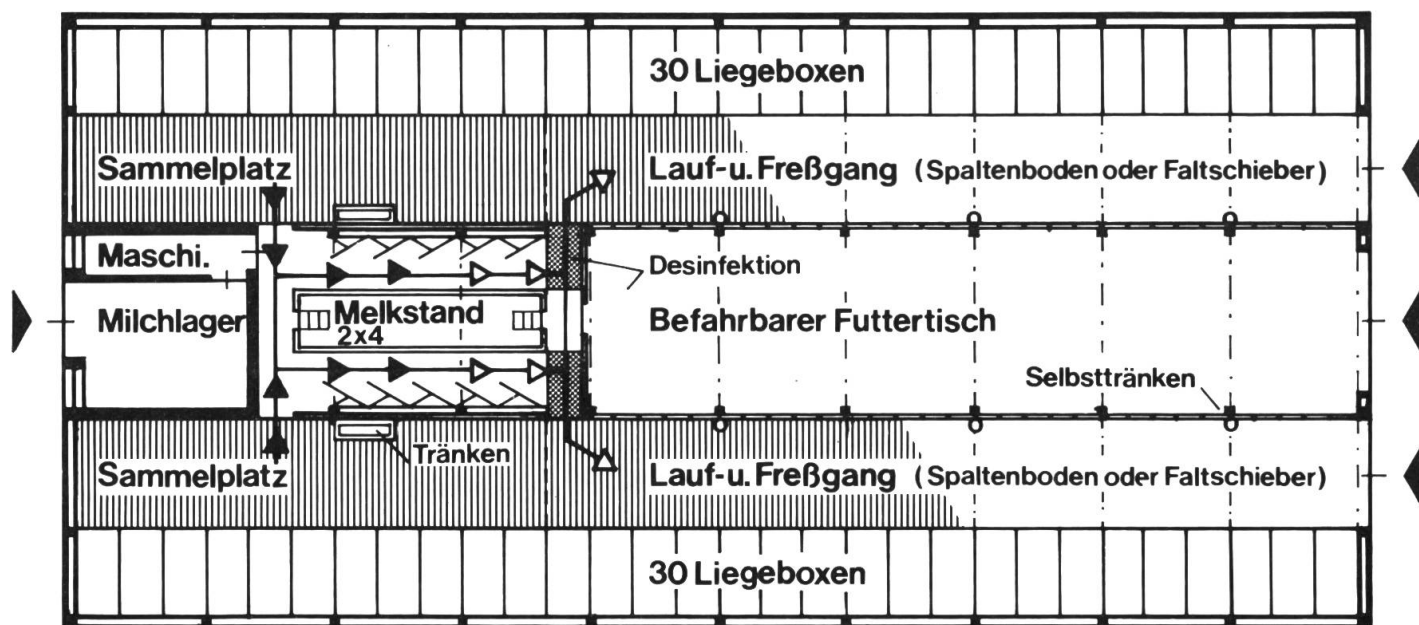 30 Liegeboxen
Sammelplatz
Lauf-u. Freßgang (Spaltenboden oder Faltschieber)
Maschi.
Desinfektion
Milchlager
Melkstand
2x4
Befahrbarer Futtertisch
Selbsttränken
Tränken
Sammelplatz
Lauf-u. Freßgang (Spaltenboden oder Faltschieber)
30 Liegeboxen